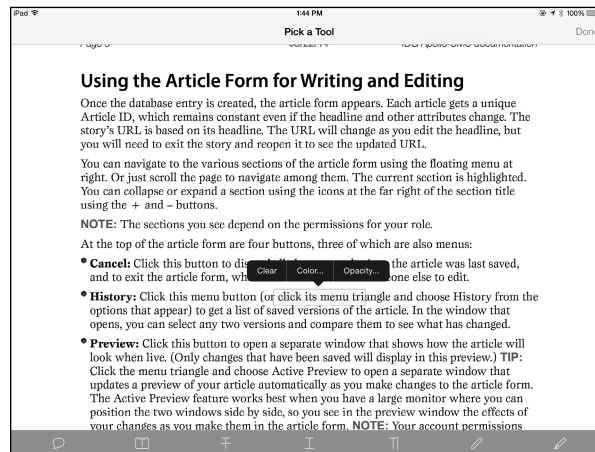 iPad 1:44 PM 100%
Pick a Tool Done
Using the Article Form for Writing and Editing
Once the database entry is created, the article form appears. Each article gets a unique
Article ID, which remains constant even if the headline and other attributes change. The
story's URL is based on its headline. The URL will change as you edit the headline, but
you will need to exit the story and reopen it to see the updated URL.
You can navigate to the various sections of the article form using the floating menu at
right. Or just scroll the page to navigate among them. The current section is highlighted.
You can collapse or expand a section using the icons at the far right of the section title
using the + and – buttons.
NOTE: The sections you see depend on the permissions for your role.
At the top of the article form are four buttons, three of which are also menus:
• Cancel: Click this button to the article was last saved,
Clear Color... Opacity...
and to exit the article form, one else to edit.
• History: Click this menu button (or click its menu triangle and choose History from the
options that appear) to get a list of saved versions of the article. In the window that
opens, you can select any two versions and compare them to see what has changed.
• Preview: Click this button to open a separate window that shows how the article will
look when live. (Only changes that have been saved will display in this preview.) TIP:
Click the menu triangle and choose Active Preview to open a separate window that
updates a preview of your article automatically as you make changes to the article form.
The Active Preview feature works best when you have a large monitor where you can
position the two windows side by side, so you see in the preview window the effects of
your changes as you make them in the article form. NOTE: Your account permissions